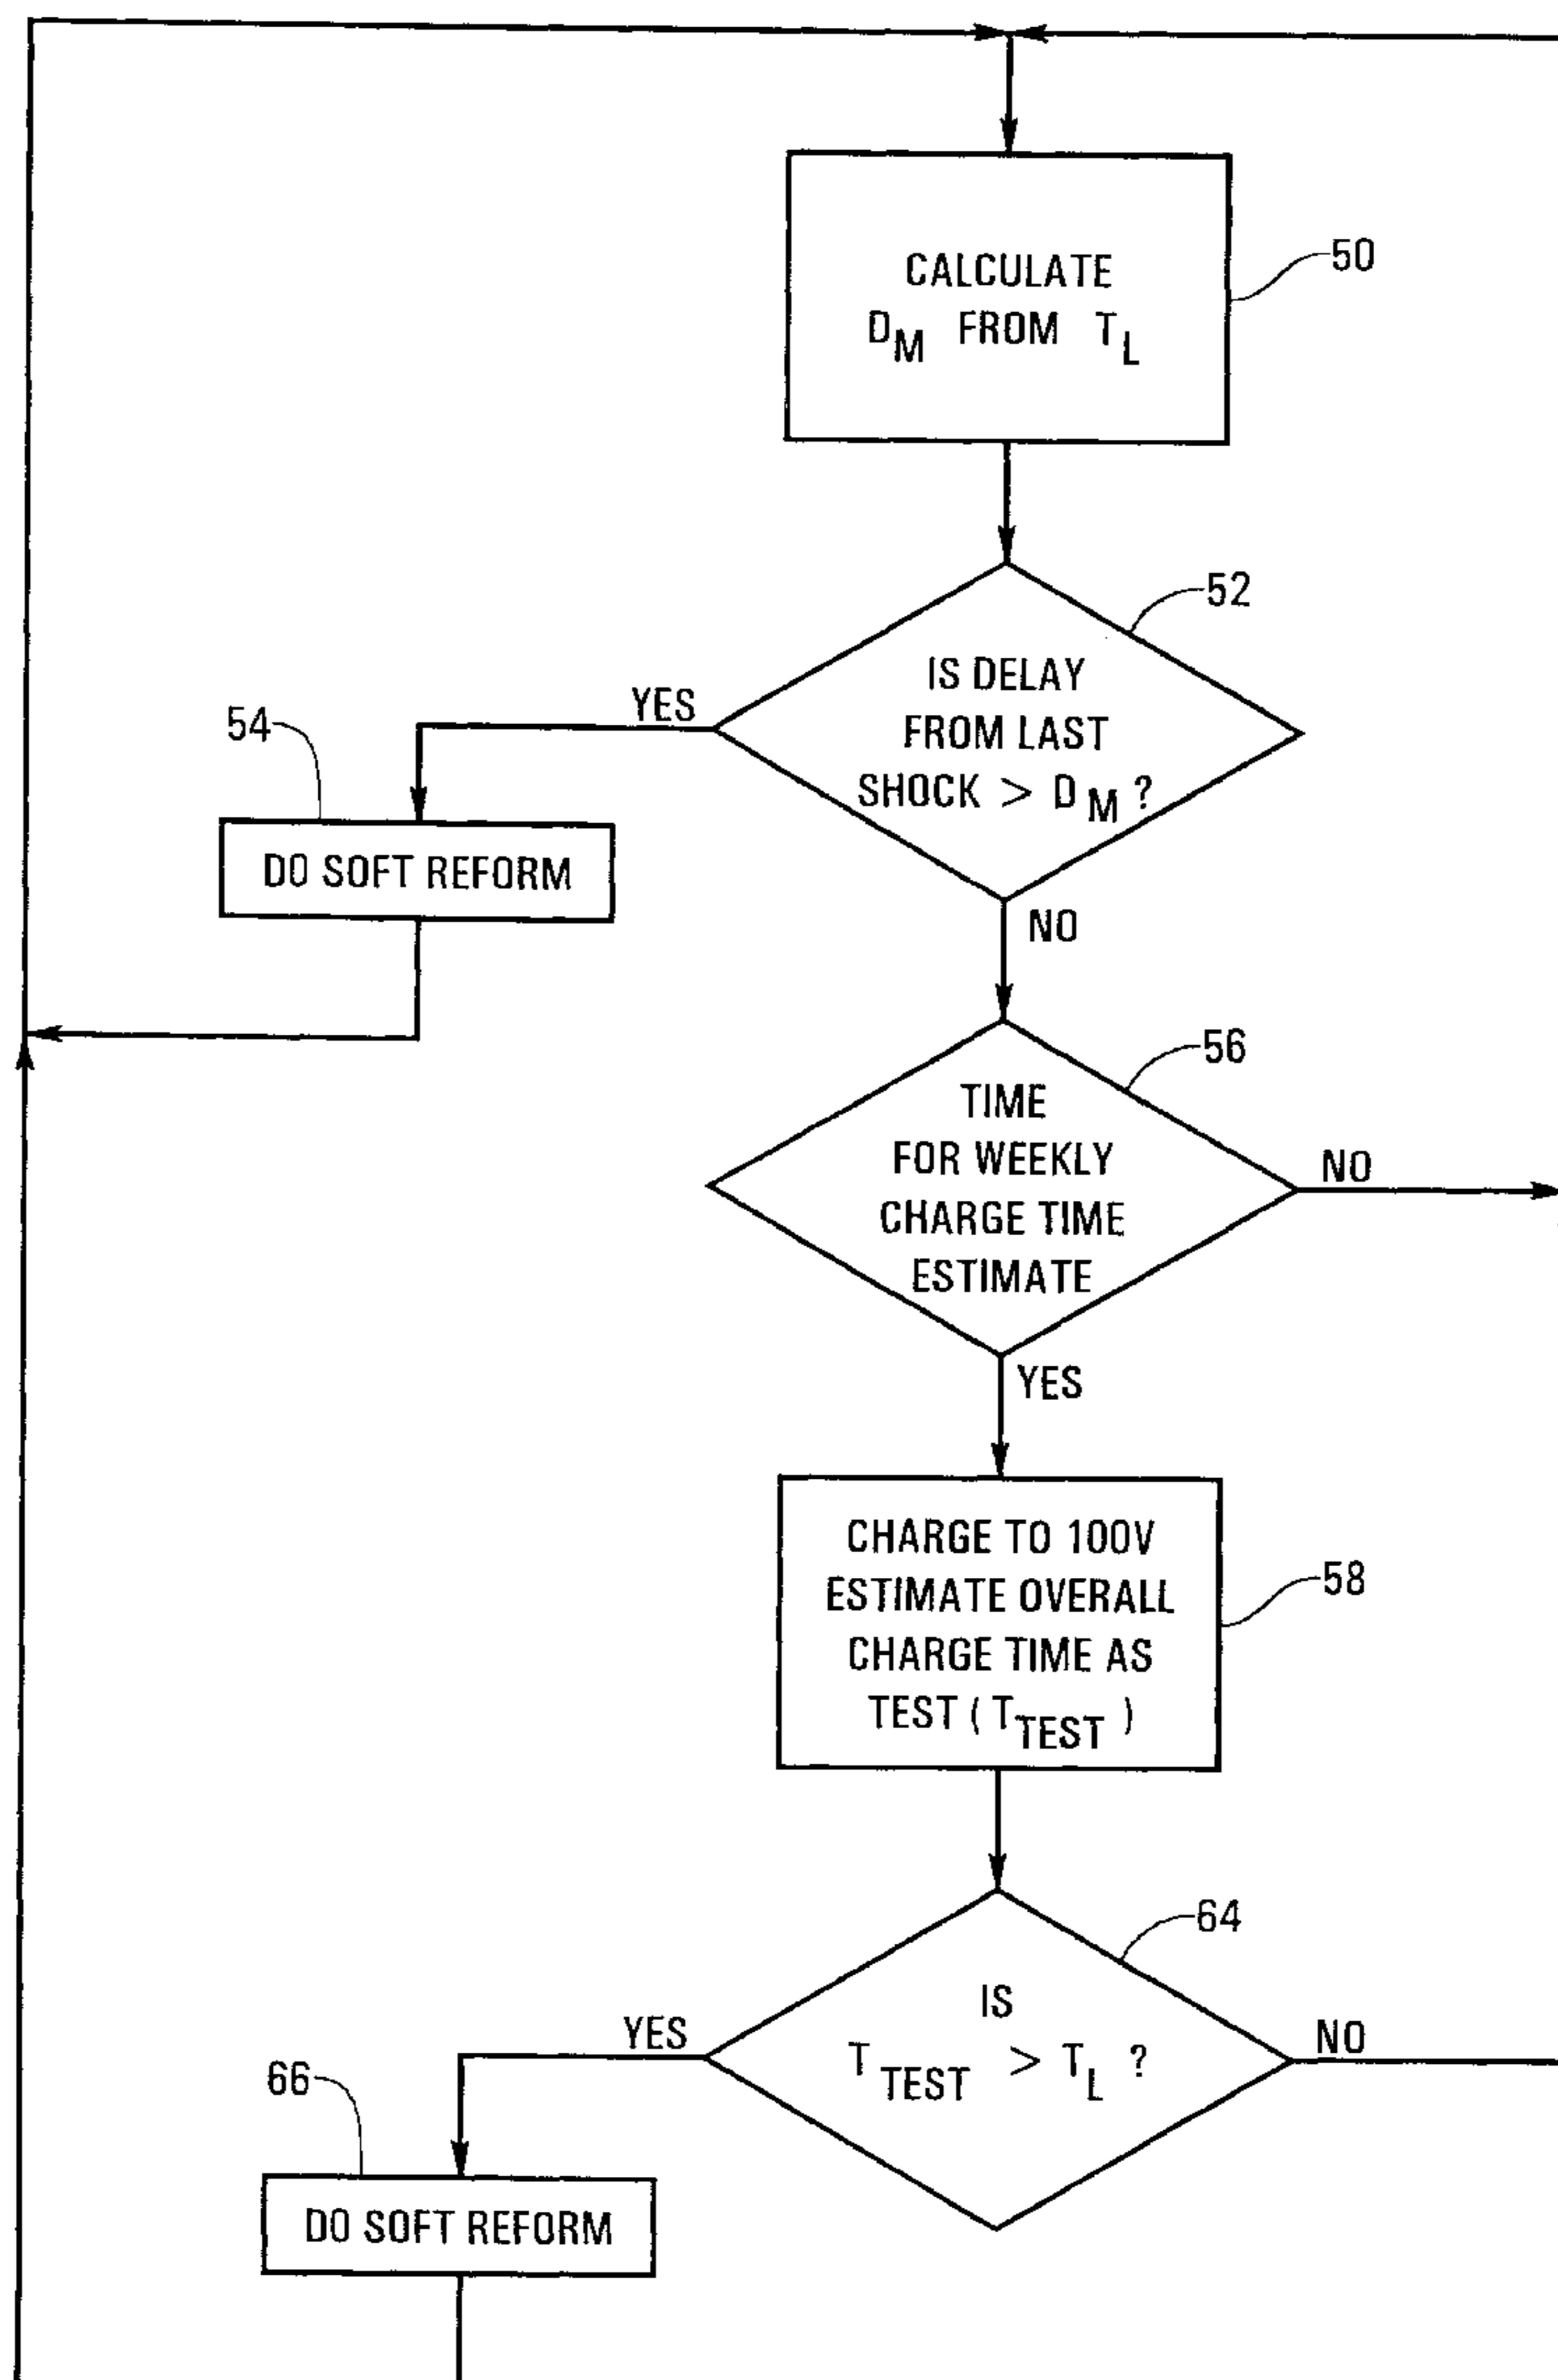 CALCULATE
D_M FROM T_L
50
52
IS DELAY
FROM LAST
SHOCK > D_M ?
YES
54
DO SOFT REFORM
NO
56
TIME
FOR WEEKLY
CHARGE TIME
ESTIMATE
NO
YES
CHARGE TO 100V
ESTIMATE OVERALL
CHARGE TIME AS
TEST ( T_TEST )
58
64
IS
T_TEST > T_L ?
YES
NO
66
DO SOFT REFORM